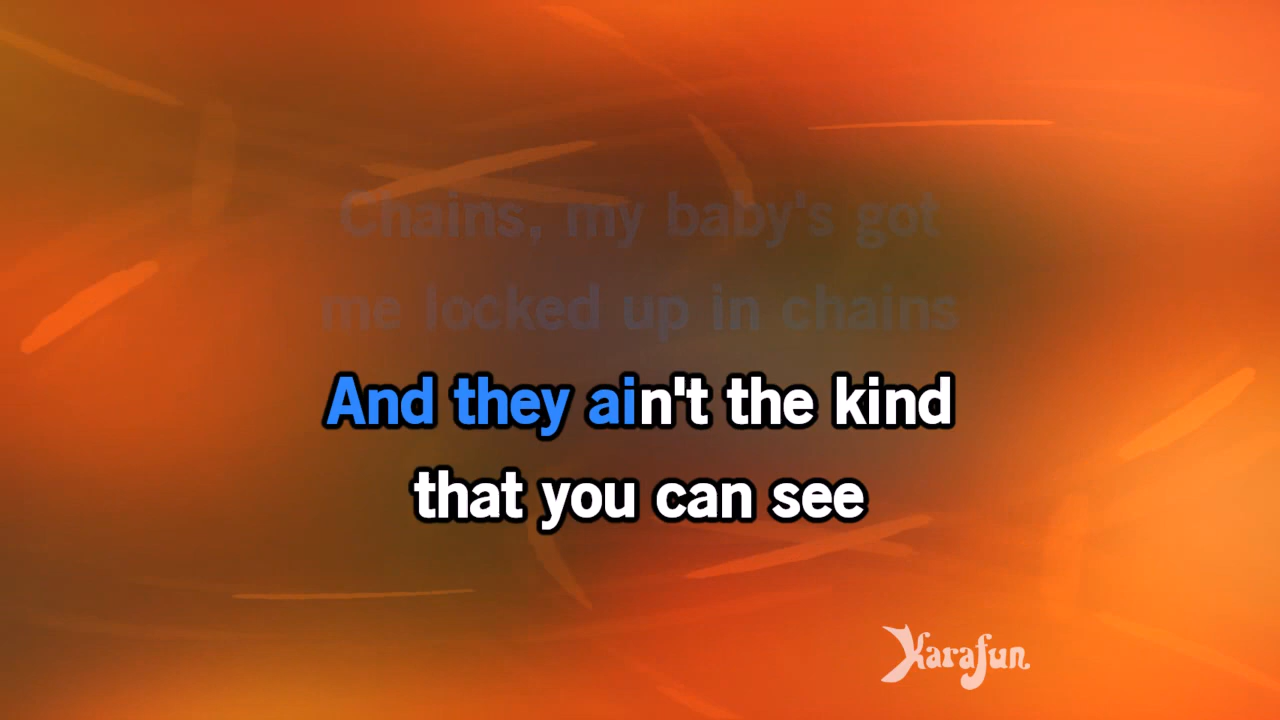 Chains, my baby's got
me locked up in chains
And they ain't the kind
that you can see
Karafun